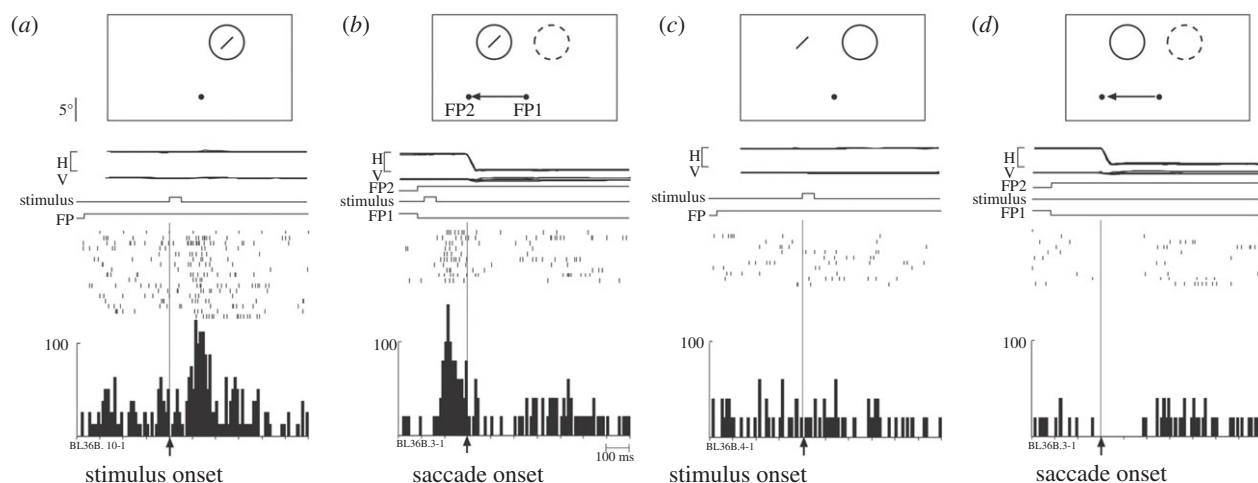 (a)
5°
H
V
stimulus
FP
100
BL36B. 10-1
stimulus onset
(b)
FP2
FP1
H
V
FP2
stimulus
FP1
100
BL36B.3-1
100 ms
saccade onset
(c)
H
V
stimulus
FP
100
BL36B.4-1
stimulus onset
(d)
H
V
FP2
stimulus
FP1
100
BL36B.3-1
saccade onset